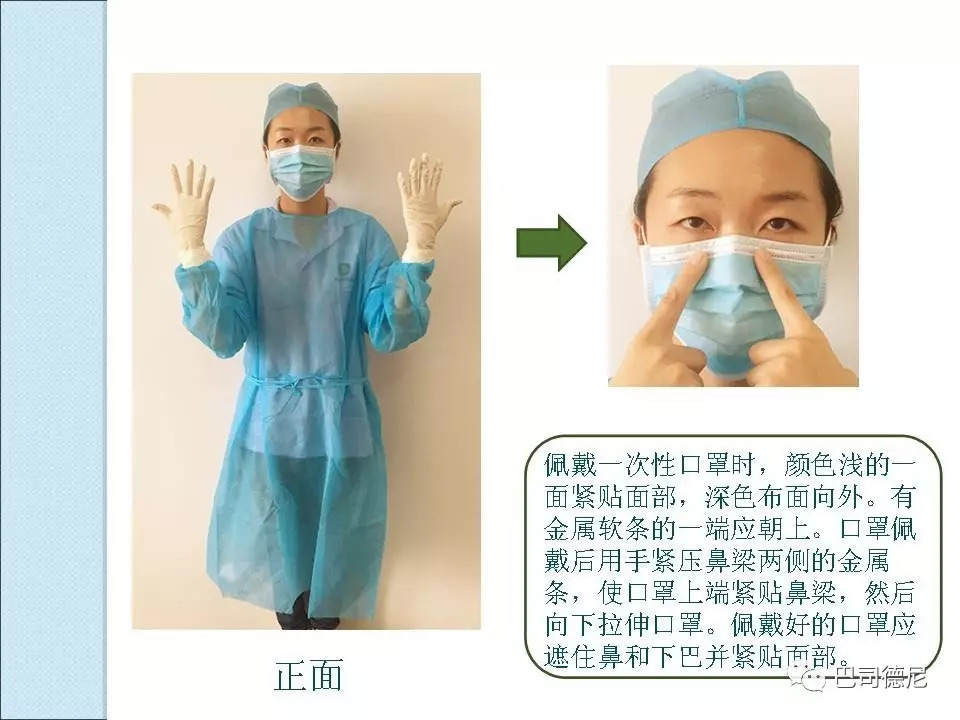 佩戴一次性口罩时，颜色浅的一
面紧贴面部，深色布面向外。有
金属软条的一端应朝上。口罩佩
戴后用手紧压鼻梁两侧的金属
条，使口罩上端紧贴鼻梁，然后
向下拉伸口罩。佩戴好的口罩应
遮住鼻和下巴并紧贴面部。
正面
巴司德尼